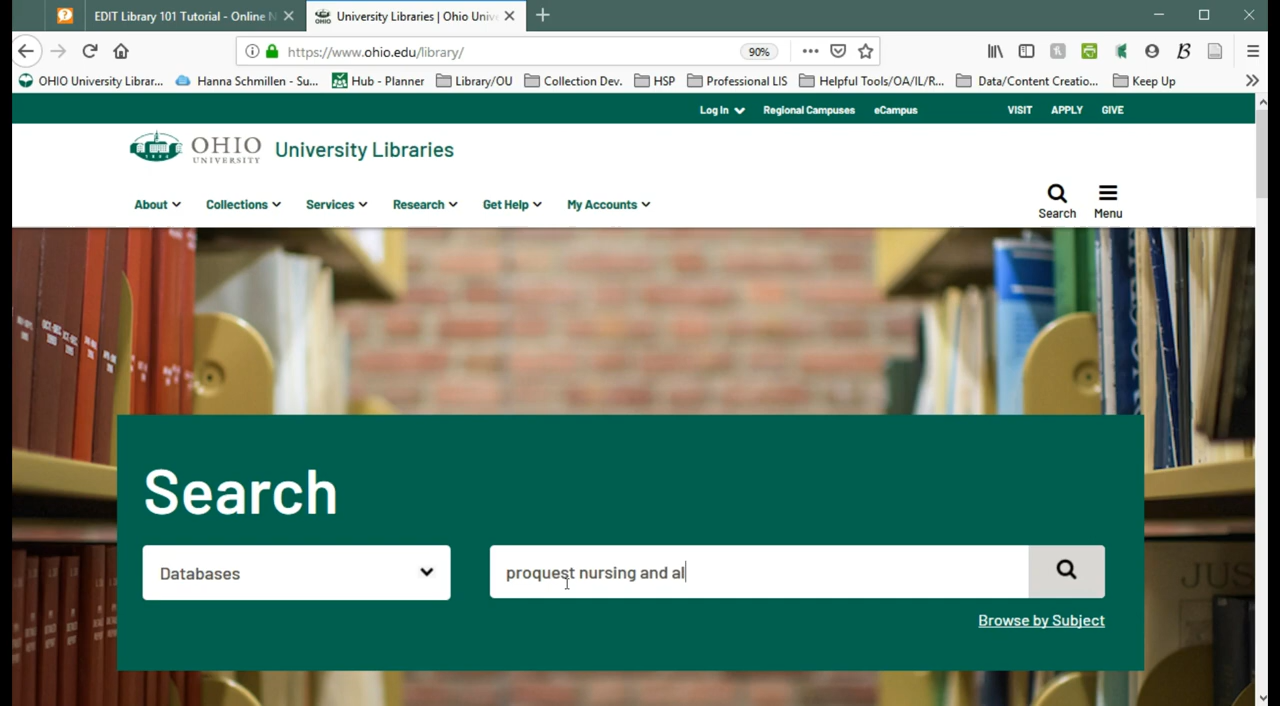 EDIT Library 101 Tutorial - Online N
University Libraries | Ohio Unive
https://www.ohio.edu/library/
90%
OHIO University Librar...
Hanna Schmillen - Su...
Hub - Planner
Library/OU
Collection Dev.
HSP
Professional LIS
Helpful Tools/OA/IL/R...
Data/Content Creatio...
Keep Up
Log In
Regional Campuses
eCampus
VISIT
APPLY
GIVE
OHIO
UNIVERSITY
University Libraries
About
Collections
Services
Research
Get Help
My Accounts
Search
Menu
Search
Databases
proquest nursing and al
Browse by Subject
JUS